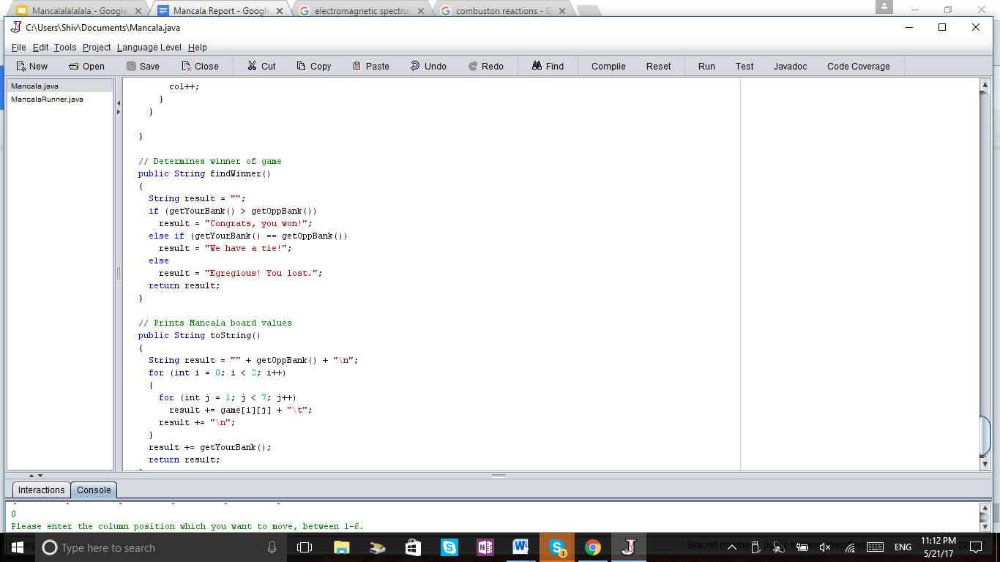 Mancalalalalala - Google
Mancala Report - Google
electromagnetic spectru
combuston reactions - G
C:\Users\Shiv\Documents\Mancala.java
File Edit Tools Project Language Level Help
New Open Save Close Cut Copy Paste Undo Redo Find Compile Reset Run Test Javadoc Code Coverage
Mancala.java
MancalaRunner.java
col++;
}
}
}
// Determines winner of game
public String findWinner()
{
String result = "";
if (getYourBank() > getOppBank())
result = "Congrats, you won!";
else if (getYourBank() == getOppBank())
result = "We have a tie!";
else
result = "Egregious! You lost.";
return result;
}
// Prints Mancala board values
public String toString()
{
String result = "" + getOppBank() + "\n";
for (int i = 0; i < 2; i++)
{
for (int j = 1; j < 7; j++)
result += game[i][j] + "\t";
result += "\n";
}
result += getYourBank();
return result;
Interactions Console
0
Please enter the column position which you want to move, between 1-6.
Type here to search
ENG
11:12 PM
5/21/17